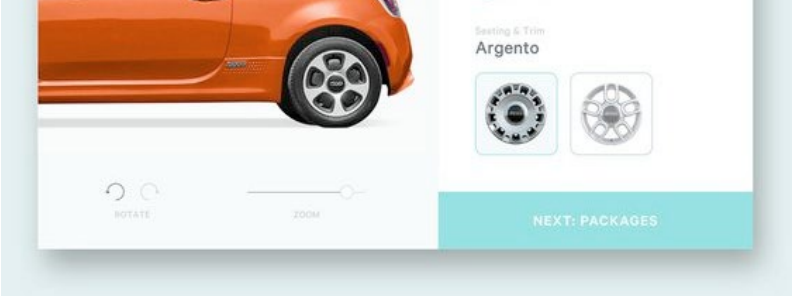 Seating & Trim
Argento
ROTATE
ZOOM
NEXT: PACKAGES